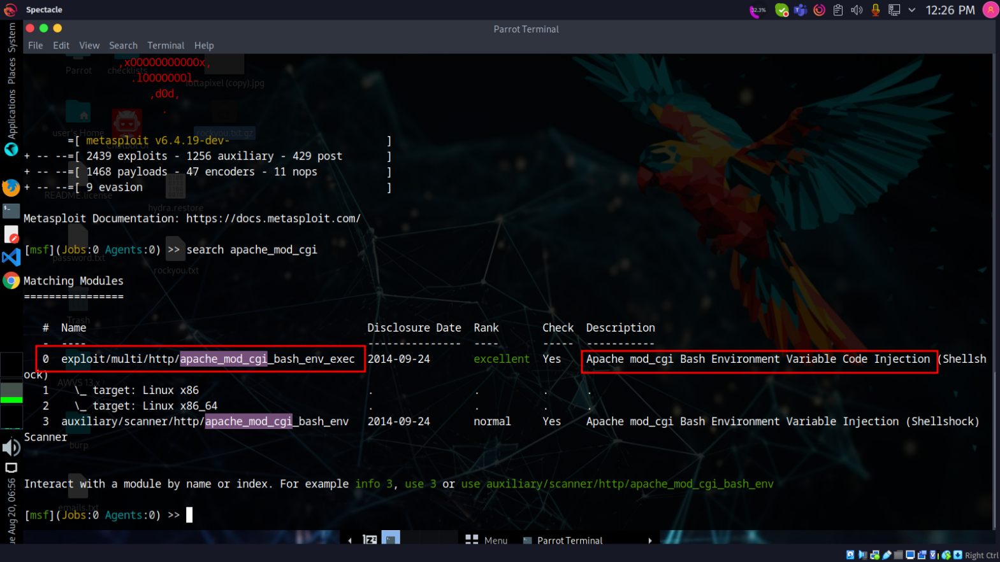 Spectacle
32.3%
12:26 PM
Parrot Terminal
File Edit View Search Terminal Help
System
Places
Applications
Parrot
checklists
lottapixel (copy).jpg
,x00000000000x,
.l0000000l.
,d0d,
.
user's Home
rockyou.txt.gz
=[ metasploit v6.4.19-dev- ]
+ -- --=[ 2439 exploits - 1256 auxiliary - 429 post ]
+ -- --=[ 1468 payloads - 47 encoders - 11 nops ]
+ -- --=[ 9 evasion ]
README.license
hydra.restore
Metasploit Documentation: https://docs.metasploit.com/
[msf](Jobs:0 Agents:0) >> search apache_mod_cgi
password.txt
rockyou.txt
Matching Modules
================
Trash
# Name Disclosure Date Rank Check Description
- ---- --------------- ---- ----- -----------
0 exploit/multi/http/apache_mod_cgi_bash_env_exec 2014-09-24 excellent Yes Apache mod_cgi Bash Environment Variable Code Injection (Shellsh
ock)
1 \_ target: Linux x86 . . . .
2 \_ target: Linux x86_64 . . . .
3 auxiliary/scanner/http/apache_mod_cgi_bash_env 2014-09-24 normal Yes Apache mod_cgi Bash Environment Variable Injection (Shellshock)
Scanner
burp
Interact with a module by name or index. For example info 3, use 3 or use auxiliary/scanner/http/apache_mod_cgi_bash_env
emails.txt
[msf](Jobs:0 Agents:0) >>
ue Aug 20, 06:56
Menu
Parrot Terminal
Right Ctrl